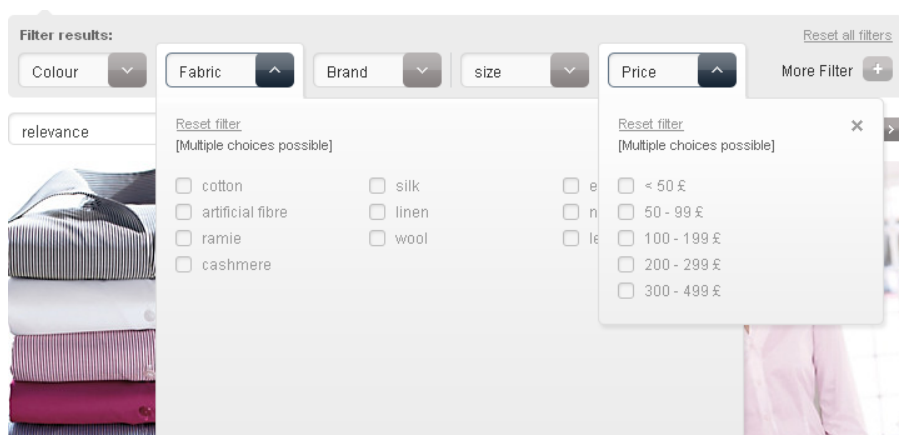 Filter results:
Reset all filters
Colour
Fabric
Brand
size
Price
More Filter +
relevance
Reset filter
[Multiple choices possible]
cotton
silk
artificial fibre
linen
ramie
wool
cashmere
Reset filter
[Multiple choices possible]
< 50 £
50 - 99 £
100 - 199 £
200 - 299 £
300 - 499 £